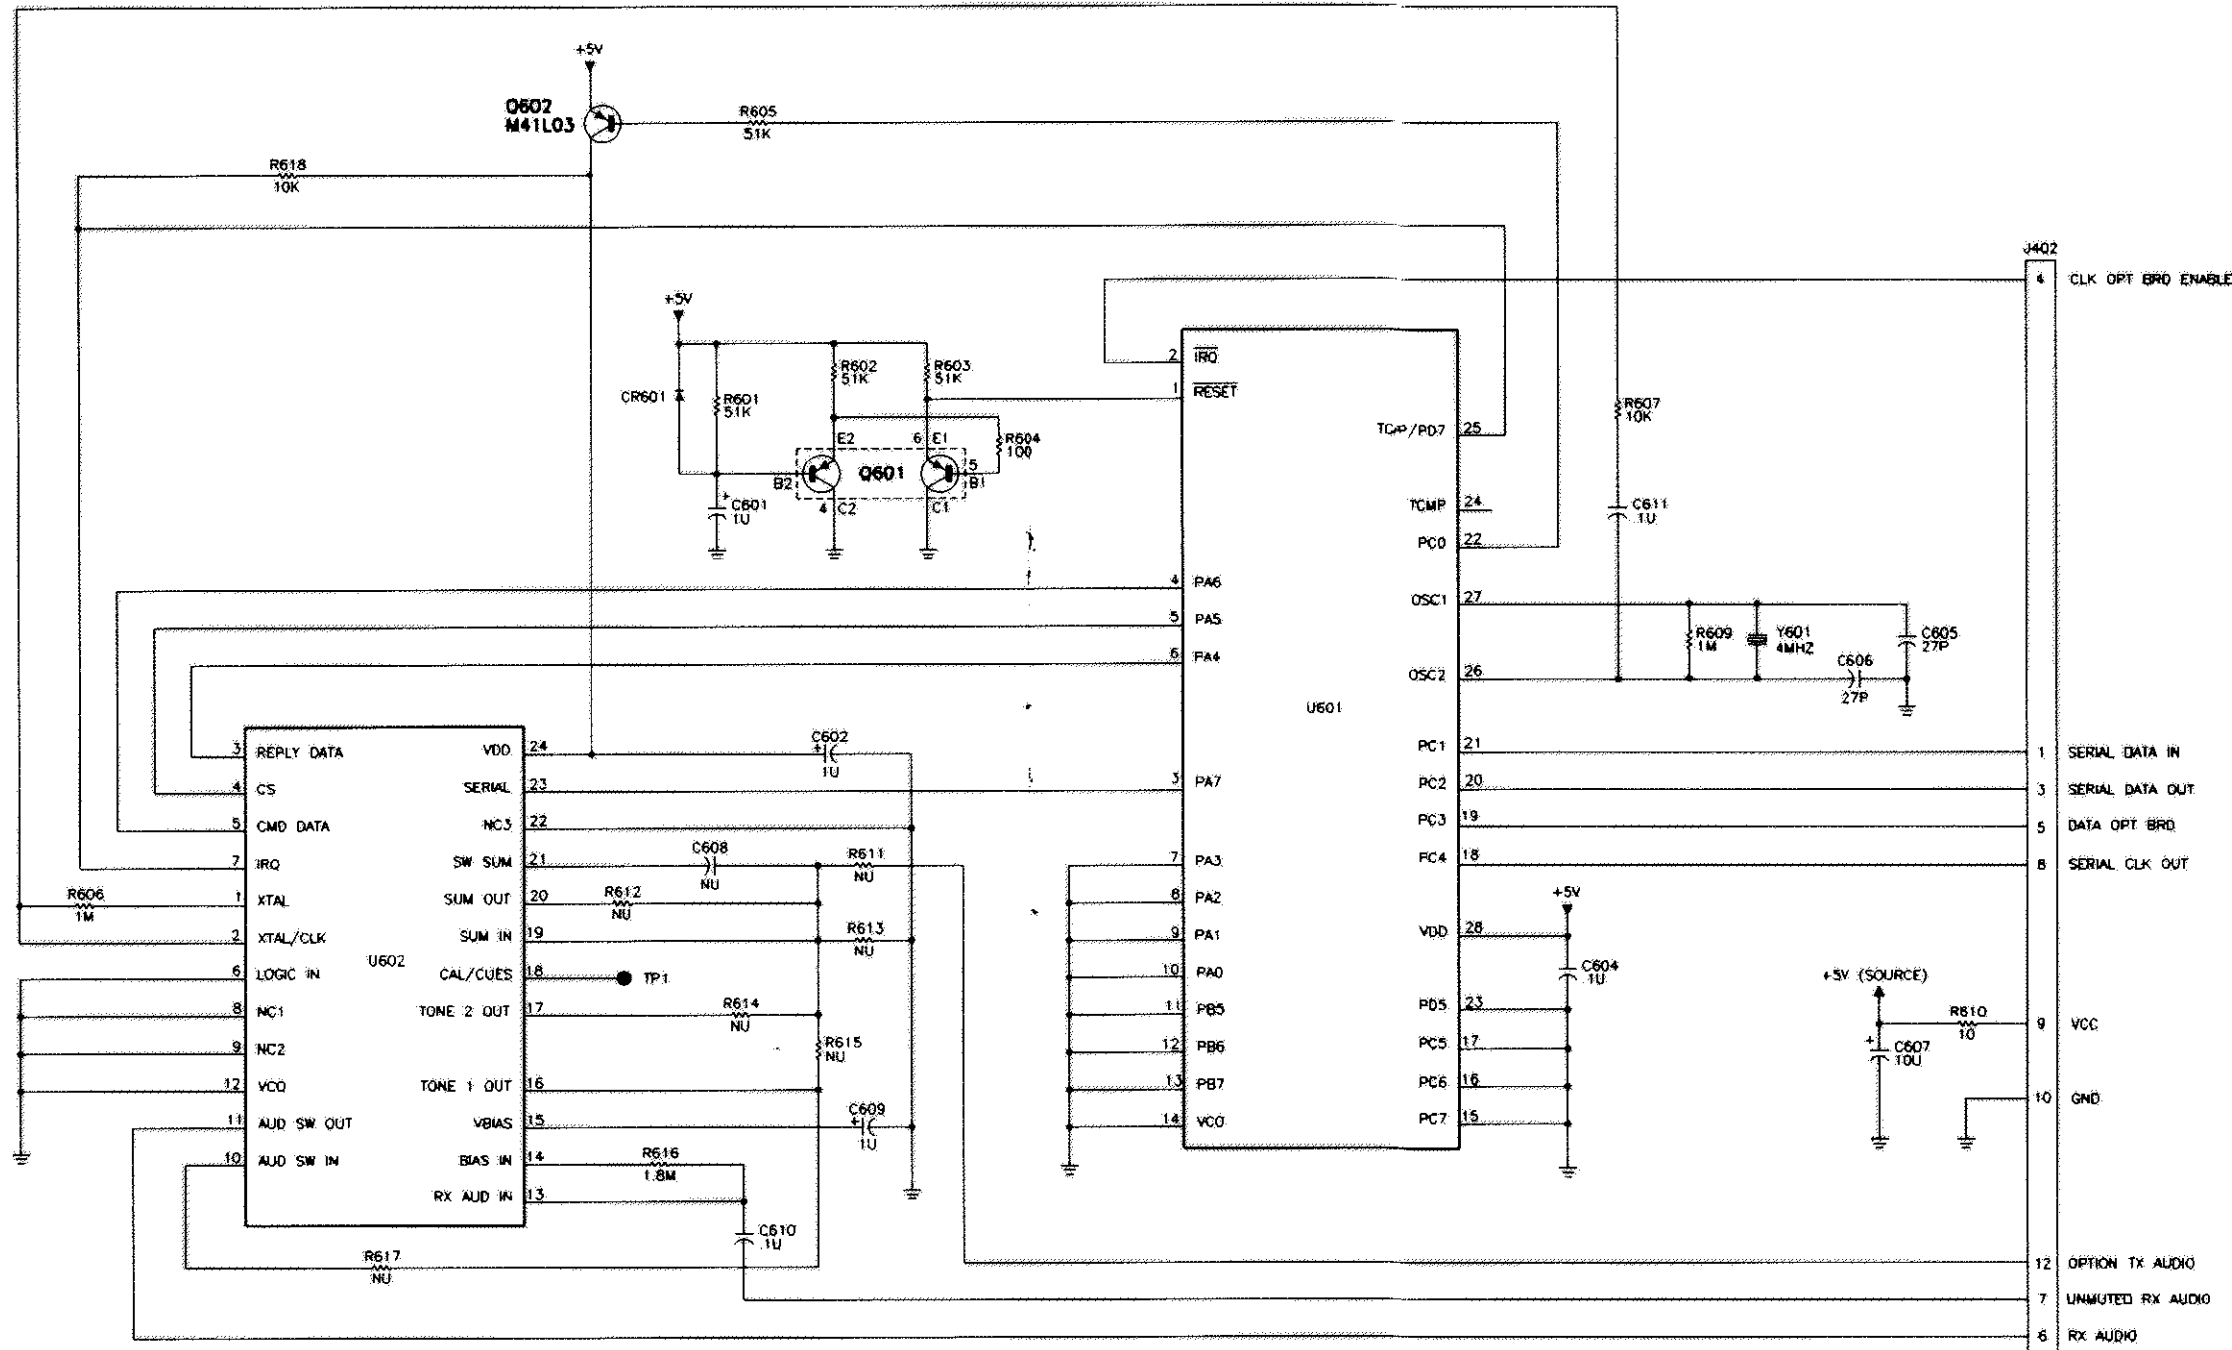 +5V
Q602
M41L03
R605
51K
R618
10K
J402
4 CLK OPT BRD ENABLE
+5V
R602
51K
R603
51K
CR601
R601
51K
E2
6 E1
R604
100
Q601
B2
5
B1
4 C2
C1
+ C601
1U
2 IRQ
1 RESET
R607
10K
TCAP/PD7 25
TCMP 24
C611
.1U
PC0 22
4 PA6
5 PA5
6 PA4
OSC1 27
R609
1M
Y601
4MHZ
C605
27P
C606
27P
OSC2 26
U601
3 REPLY DATA
VDD 24
C602
+
1U
PC1 21
1 SERIAL DATA IN
4 CS
SERIAL 23
3 PA7
PC2 20
3 SERIAL DATA OUT
5 CMD DATA
NC3 22
PC3 19
5 DATA OPT BRD
7 IRQ
SW SUM 21
C608
NU
R611
NU
7 PA3
PC4 18
8 SERIAL CLK OUT
R606
1M
1 XTAL
SUM OUT 20
R612
NU
8 PA2
+5V
2 XTAL/CLK
SUM IN 19
R613
NU
9 PA1
VDD 28
U602
6 LOGIC IN
CAL/CUES 18
TP1
10 PA0
C604
.1U
+5V (SOURCE)
8 NC1
TONE 2 OUT 17
R614
NU
11 PB5
PD5 23
R610
10
9 VCC
9 NC2
R615
NU
12 PB6
PC5 17
+ C607
10U
12 VCO
TONE 1 OUT 16
13 PB7
PC6 16
10 GND
11 AUD SW OUT
VBIAS 15
C609
+
1U
14 VCO
PC7 15
10 AUD SW IN
BIAS IN 14
R616
1.8M
RX AUD IN 13
C610
.1U
R617
NU
12 OPTION TX AUDIO
7 UNMUTED RX AUDIO
6 RX AUDIO